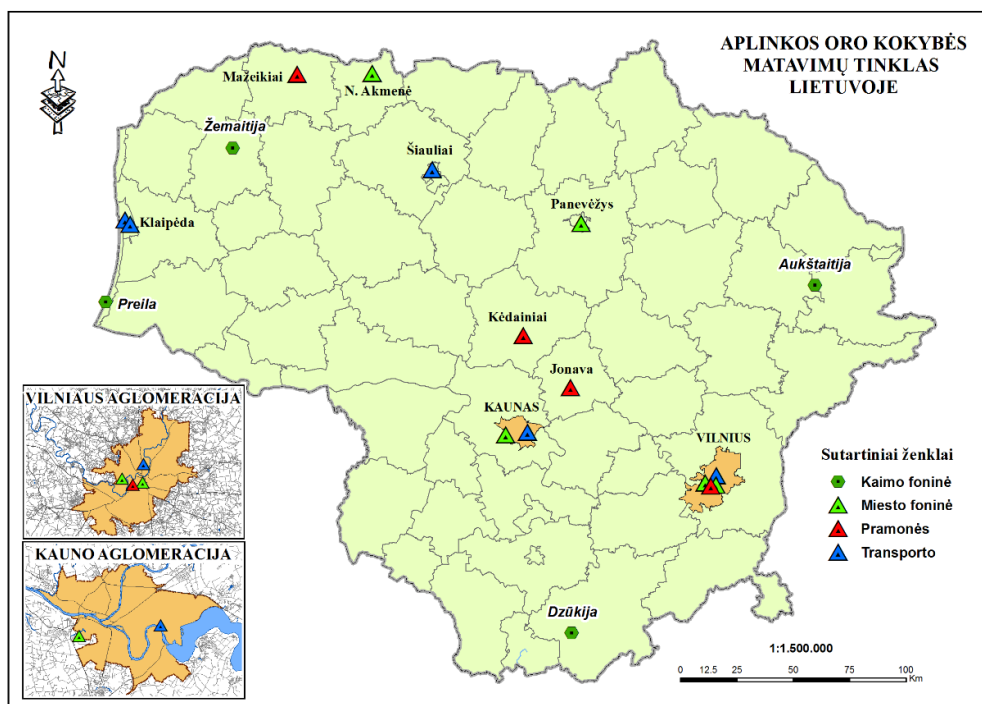 APLINKOS ORO KOKYBĖS
MATAVIMŲ TINKLAS
LIETUVOJE
N
Mažeikiai
N. Akmenė
Žemaitija
Šiauliai
Klaipėda
Panevėžys
Aukštaitija
Preila
Kėdainiai
Jonava
KAUNAS
VILNIUS
VILNIAUS AGLOMERACIJA
KAUNO AGLOMERACIJA
Dzūkija
Sutartiniai ženklai
Kaimo foninė
Miesto foninė
Pramonės
Transporto
1:1.500.000
0 12.5 25 50 75 100
Km